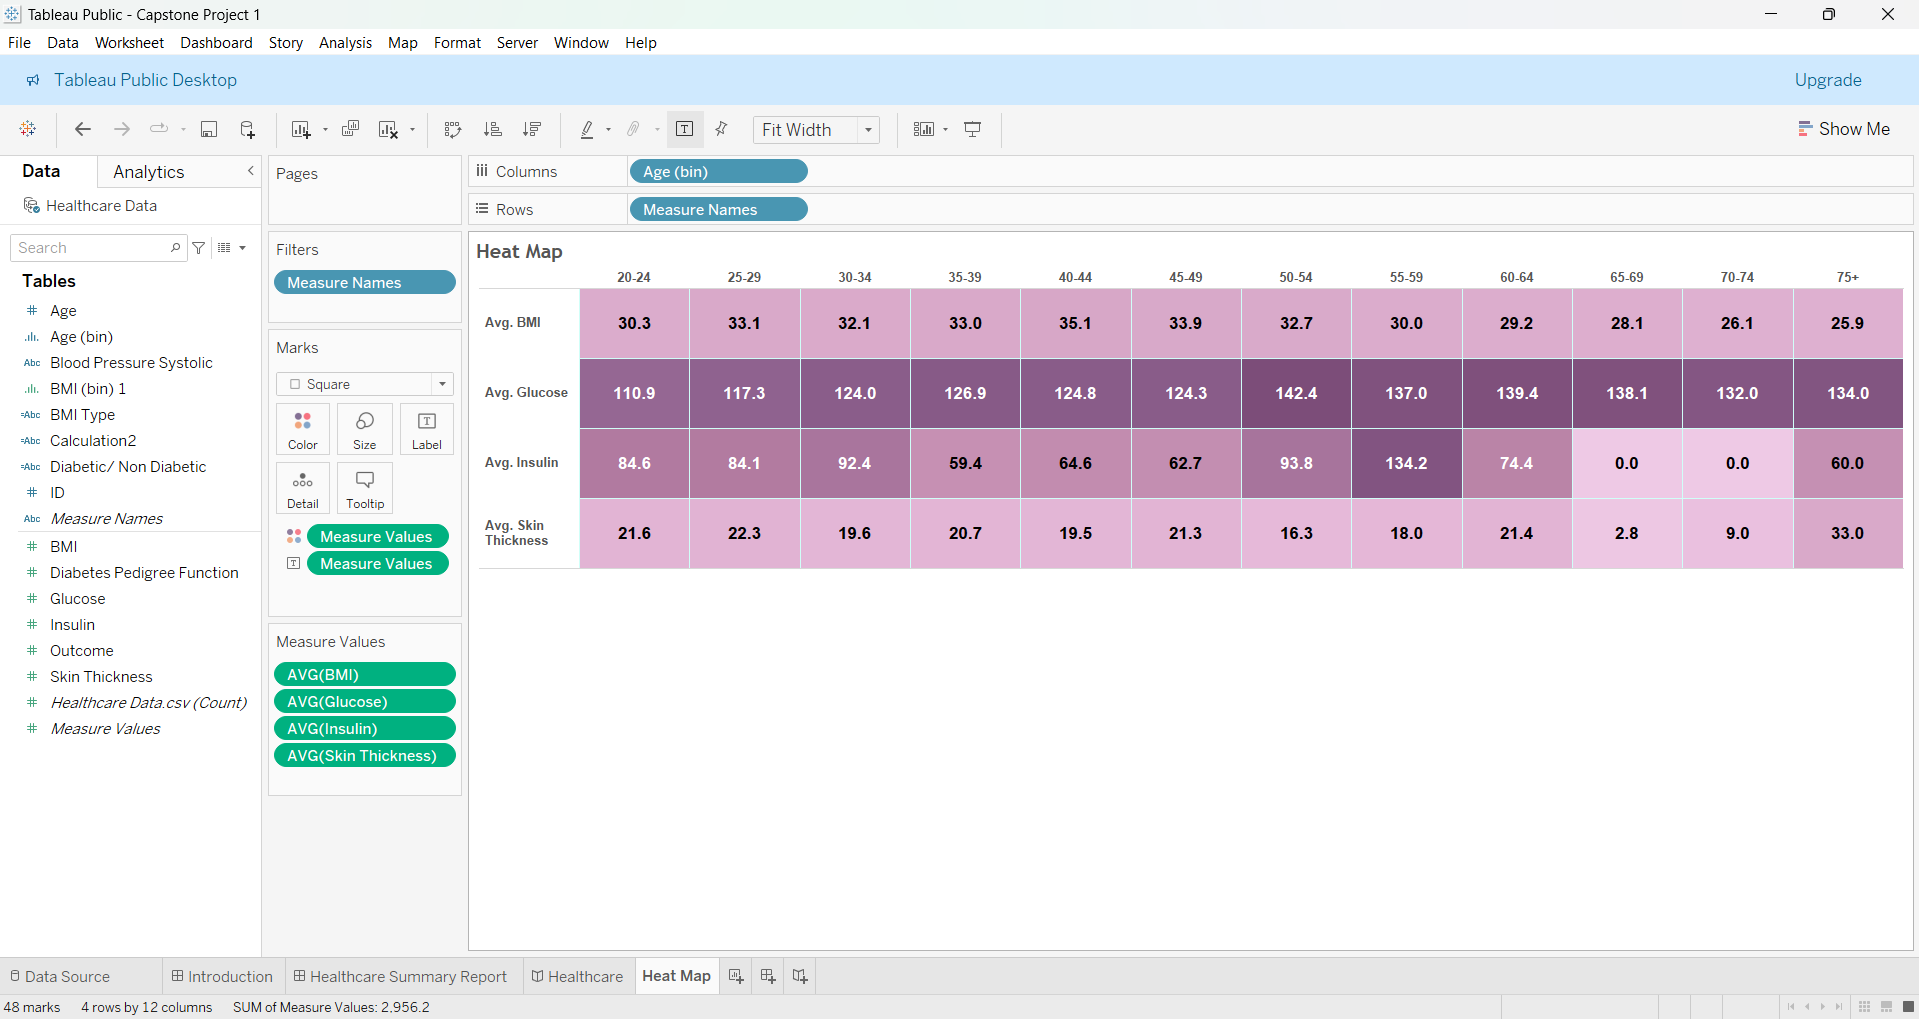 Tableau Public - Capstone Project 1
File Data Worksheet Dashboard Story Analysis Map Format Server Window Help
Tableau Public Desktop
Upgrade
Fit Width
Show Me
Data
Analytics
Healthcare Data
Search
Tables
Age
Age (bin)
Abc Blood Pressure Systolic
BMI (bin) 1
=Abc BMI Type
=Abc Calculation2
=Abc Diabetic/ Non Diabetic
ID
Abc Measure Names
BMI
Diabetes Pedigree Function
Glucose
Insulin
Outcome
Skin Thickness
Healthcare Data.csv (Count)
Measure Values
Pages
Filters
Measure Names
Marks
Square
Color Size Label
Detail Tooltip
Measure Values
Measure Values
Measure Values
AVG(BMI)
AVG(Glucose)
AVG(Insulin)
AVG(Skin Thickness)
Columns Age (bin)
Rows Measure Names
Heat Map
20-24 25-29 30-34 35-39 40-44 45-49 50-54 55-59 60-64 65-69 70-74 75+
Avg. BMI 30.3 33.1 32.1 33.0 35.1 33.9 32.7 30.0 29.2 28.1 26.1 25.9
Avg. Glucose 110.9 117.3 124.0 126.9 124.8 124.3 142.4 137.0 139.4 138.1 132.0 134.0
Avg. Insulin 84.6 84.1 92.4 59.4 64.6 62.7 93.8 134.2 74.4 0.0 0.0 60.0
Avg. Skin
Thickness 21.6 22.3 19.6 20.7 19.5 21.3 16.3 18.0 21.4 2.8 9.0 33.0
Data Source Introduction Healthcare Summary Report Healthcare Heat Map
48 marks 4 rows by 12 columns SUM of Measure Values: 2,956.2